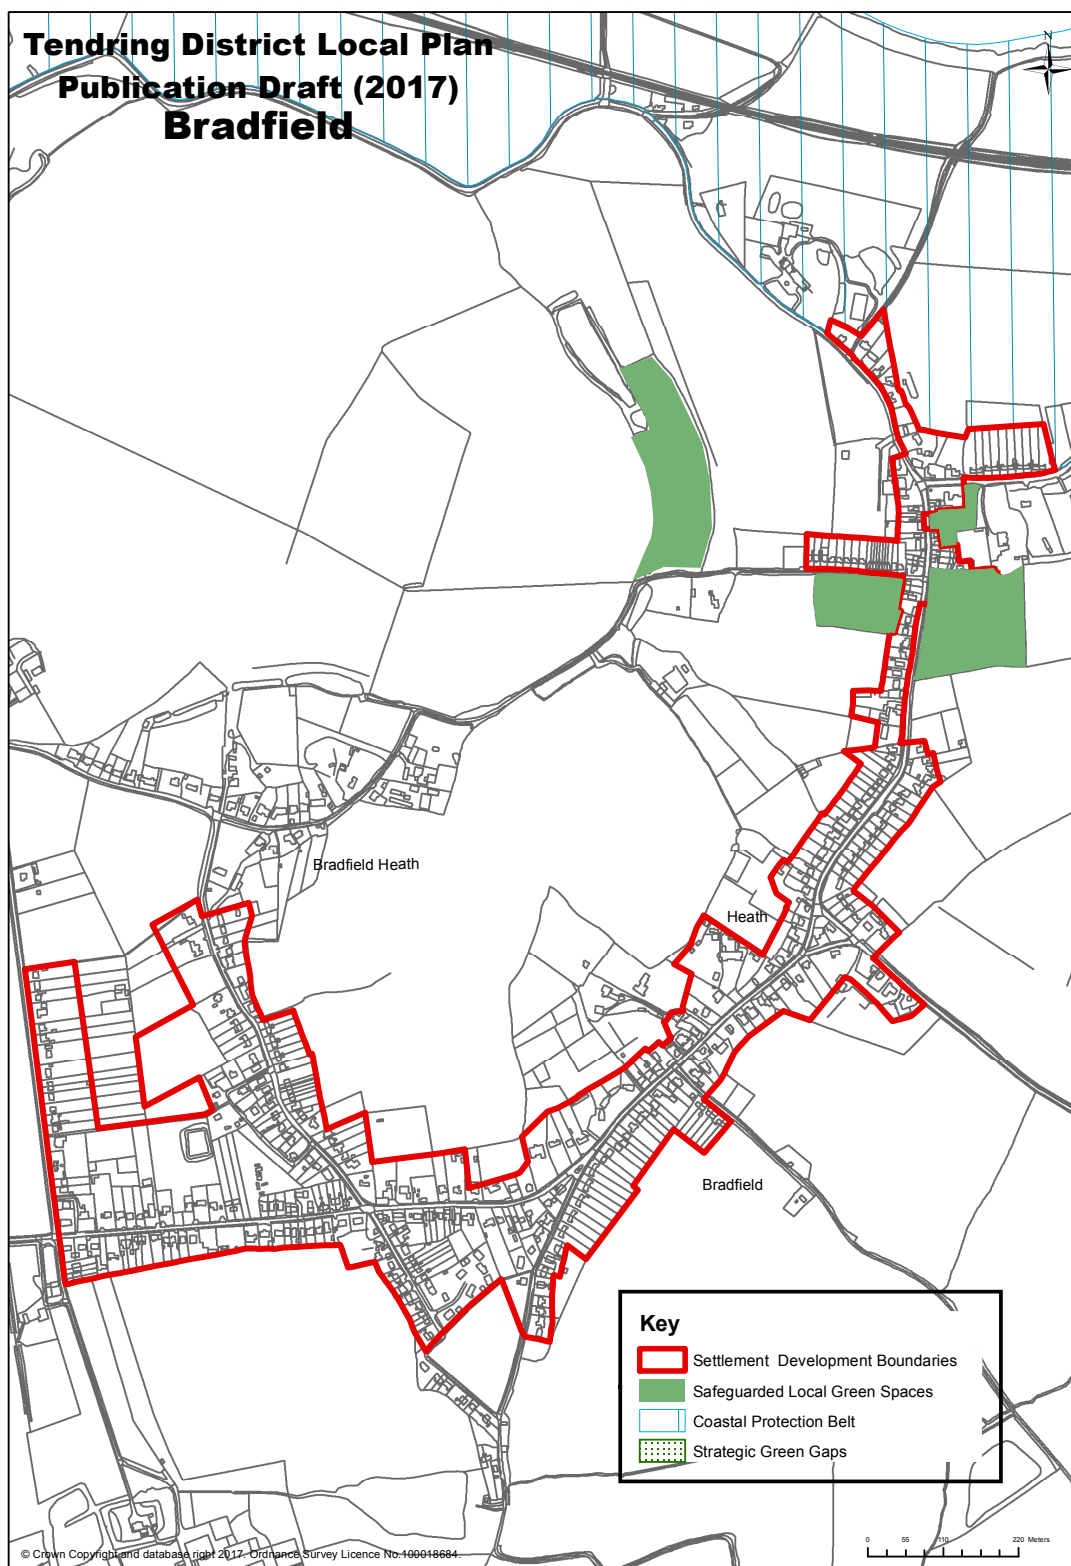 Tendring District Local Plan
Publication Draft (2017)
Bradfield
N
Bradfield Heath
Heath
Bradfield
Key
Settlement Development Boundaries
Safeguarded Local Green Spaces
Coastal Protection Belt
Strategic Green Gaps
0 55 110 220 Meters
© Crown Copyright and database right 2017. Ordnance Survey Licence No.100018684.